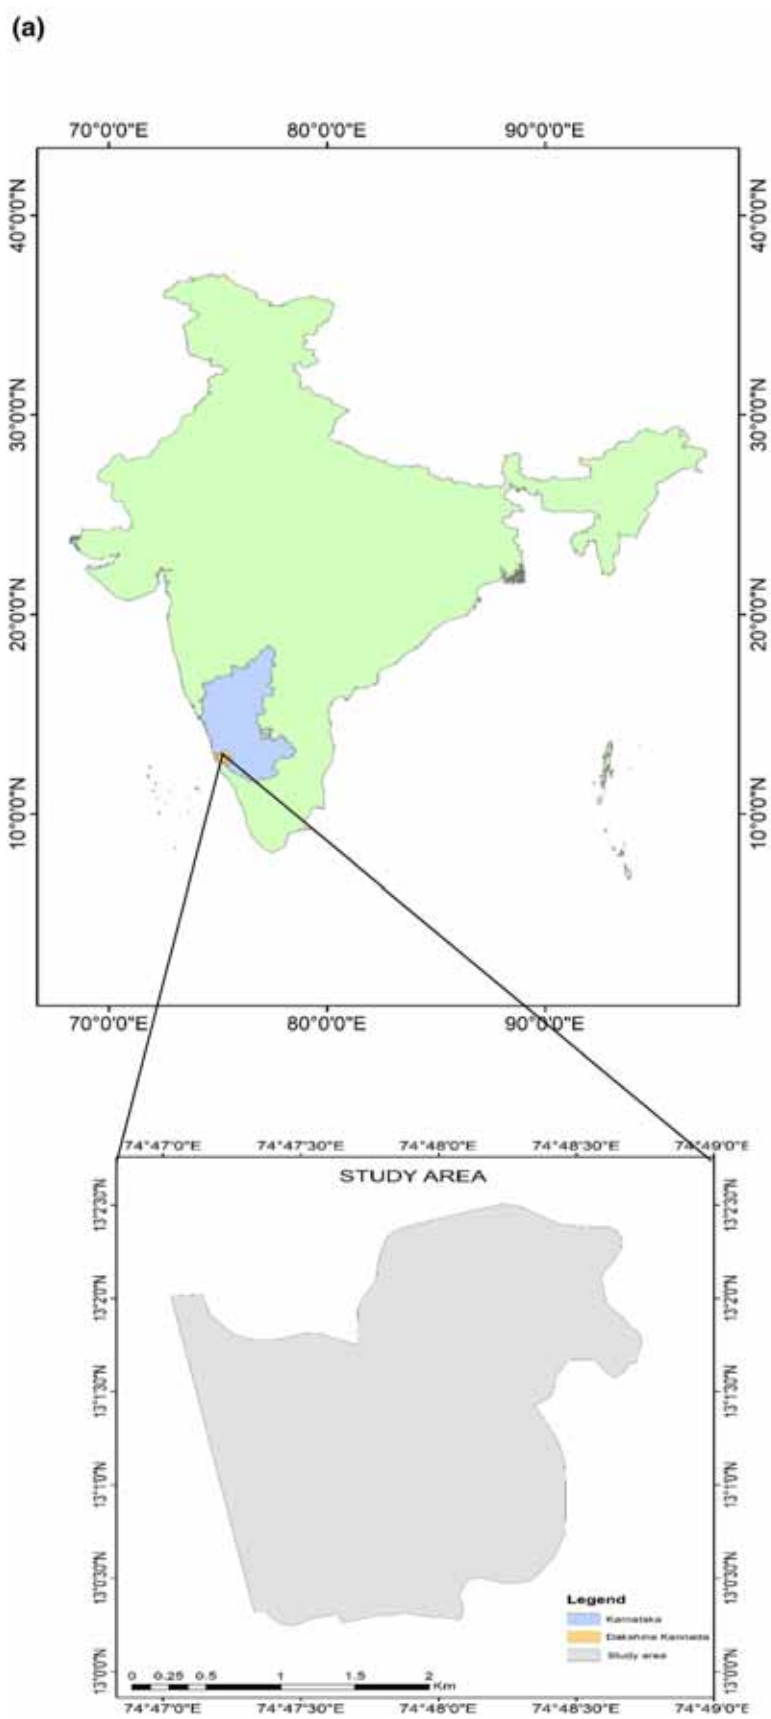 (a)
70°0'0"E 80°0'0"E 90°0'0"E
40°0'0"N 40°0'0"N
30°0'0"N 30°0'0"N
20°0'0"N 20°0'0"N
10°0'0"N 10°0'0"N
70°0'0"E 80°0'0"E 90°0'0"E
74°47'0"E 74°47'30"E 74°48'0"E 74°48'30"E 74°49'0"E
STUDY AREA
13°2'30"N 13°2'30"N
13°2'0"N 13°2'0"N
13°1'30"N 13°1'30"N
13°1'0"N 13°1'0"N
13°0'30"N 13°0'30"N
Legend
Karnataka
Dakshina Kannada
Study area
13°0'0"N 13°0'0"N
0 0.25 0.5 1 1.5 2
Km
74°47'0"E 74°47'30"E 74°48'0"E 74°48'30"E 74°49'0"E